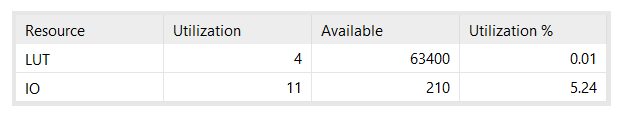 Resource Utilization Available Utilization %
LUT 4 63400 0.01
IO 11 210 5.24